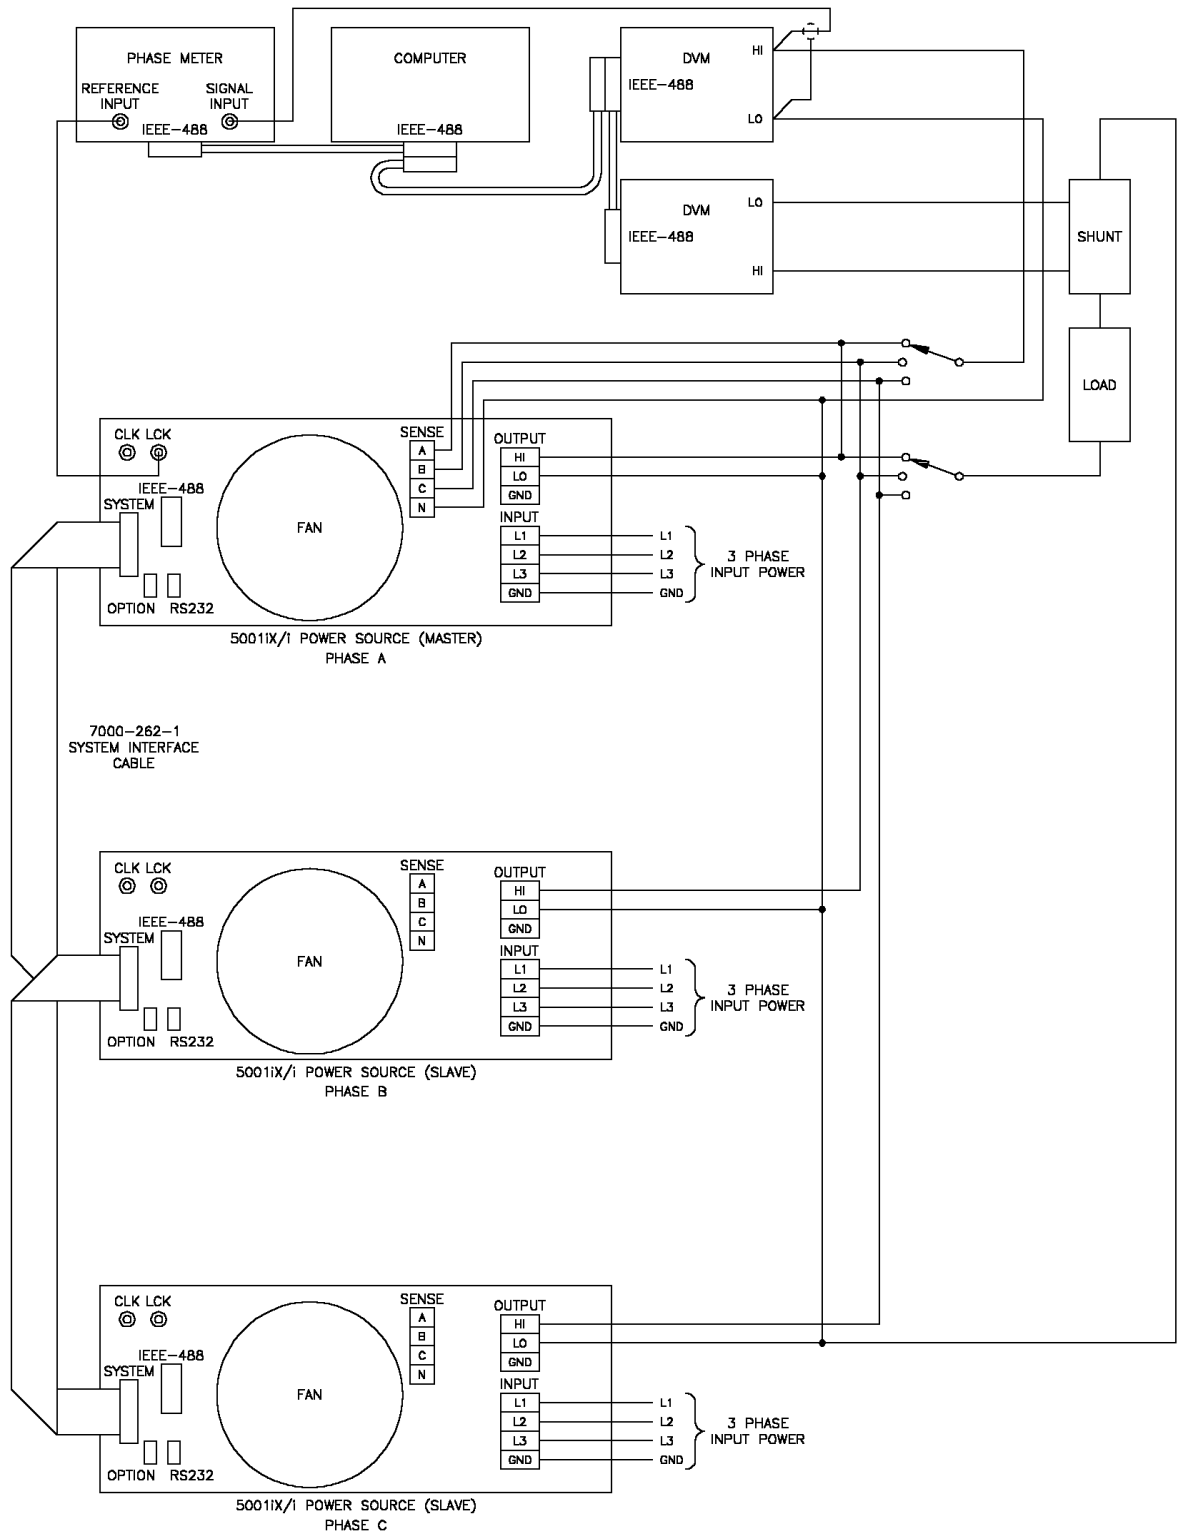 PHASE METER
REFERENCE
INPUT
SIGNAL
INPUT
IEEE-488
COMPUTER
IEEE-488
DVM
HI
IEEE-488
LO
DVM
LO
IEEE-488
HI
SHUNT
LOAD
CLK LCK
IEEE-488
SYSTEM
OPTION RS232
FAN
SENSE
A
B
C
N
OUTPUT
HI
LO
GND
INPUT
L1
L2
L3
GND
L1
L2
L3
GND
3 PHASE
INPUT POWER
5001iX/i POWER SOURCE (MASTER)
PHASE A
7000-262-1
SYSTEM INTERFACE
CABLE
CLK LCK
IEEE-488
SYSTEM
OPTION RS232
FAN
SENSE
A
B
C
N
OUTPUT
HI
LO
GND
INPUT
L1
L2
L3
GND
L1
L2
L3
GND
3 PHASE
INPUT POWER
5001iX/i POWER SOURCE (SLAVE)
PHASE B
CLK LCK
IEEE-488
SYSTEM
OPTION RS232
FAN
SENSE
A
B
C
N
OUTPUT
HI
LO
GND
INPUT
L1
L2
L3
GND
L1
L2
L3
GND
3 PHASE
INPUT POWER
5001iX/i POWER SOURCE (SLAVE)
PHASE C